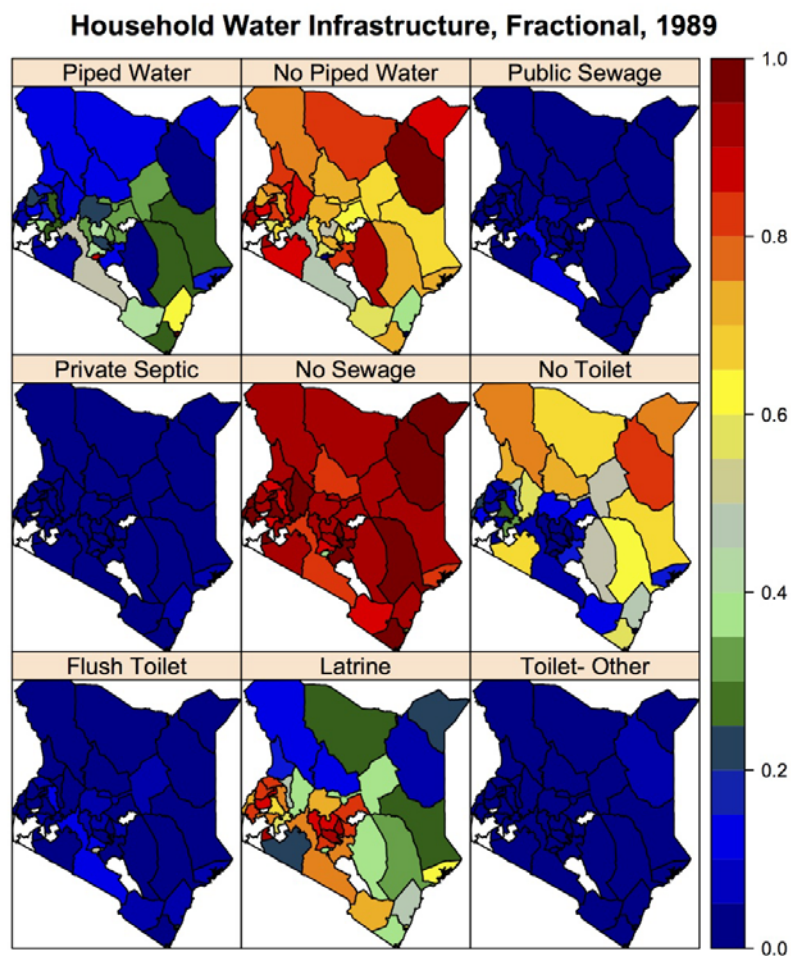 Household Water Infrastructure, Fractional, 1989
Piped Water No Piped Water Public Sewage
Private Septic No Sewage No Toilet
Flush Toilet Latrine Toilet- Other
1.0
0.8
0.6
0.4
0.2
0.0